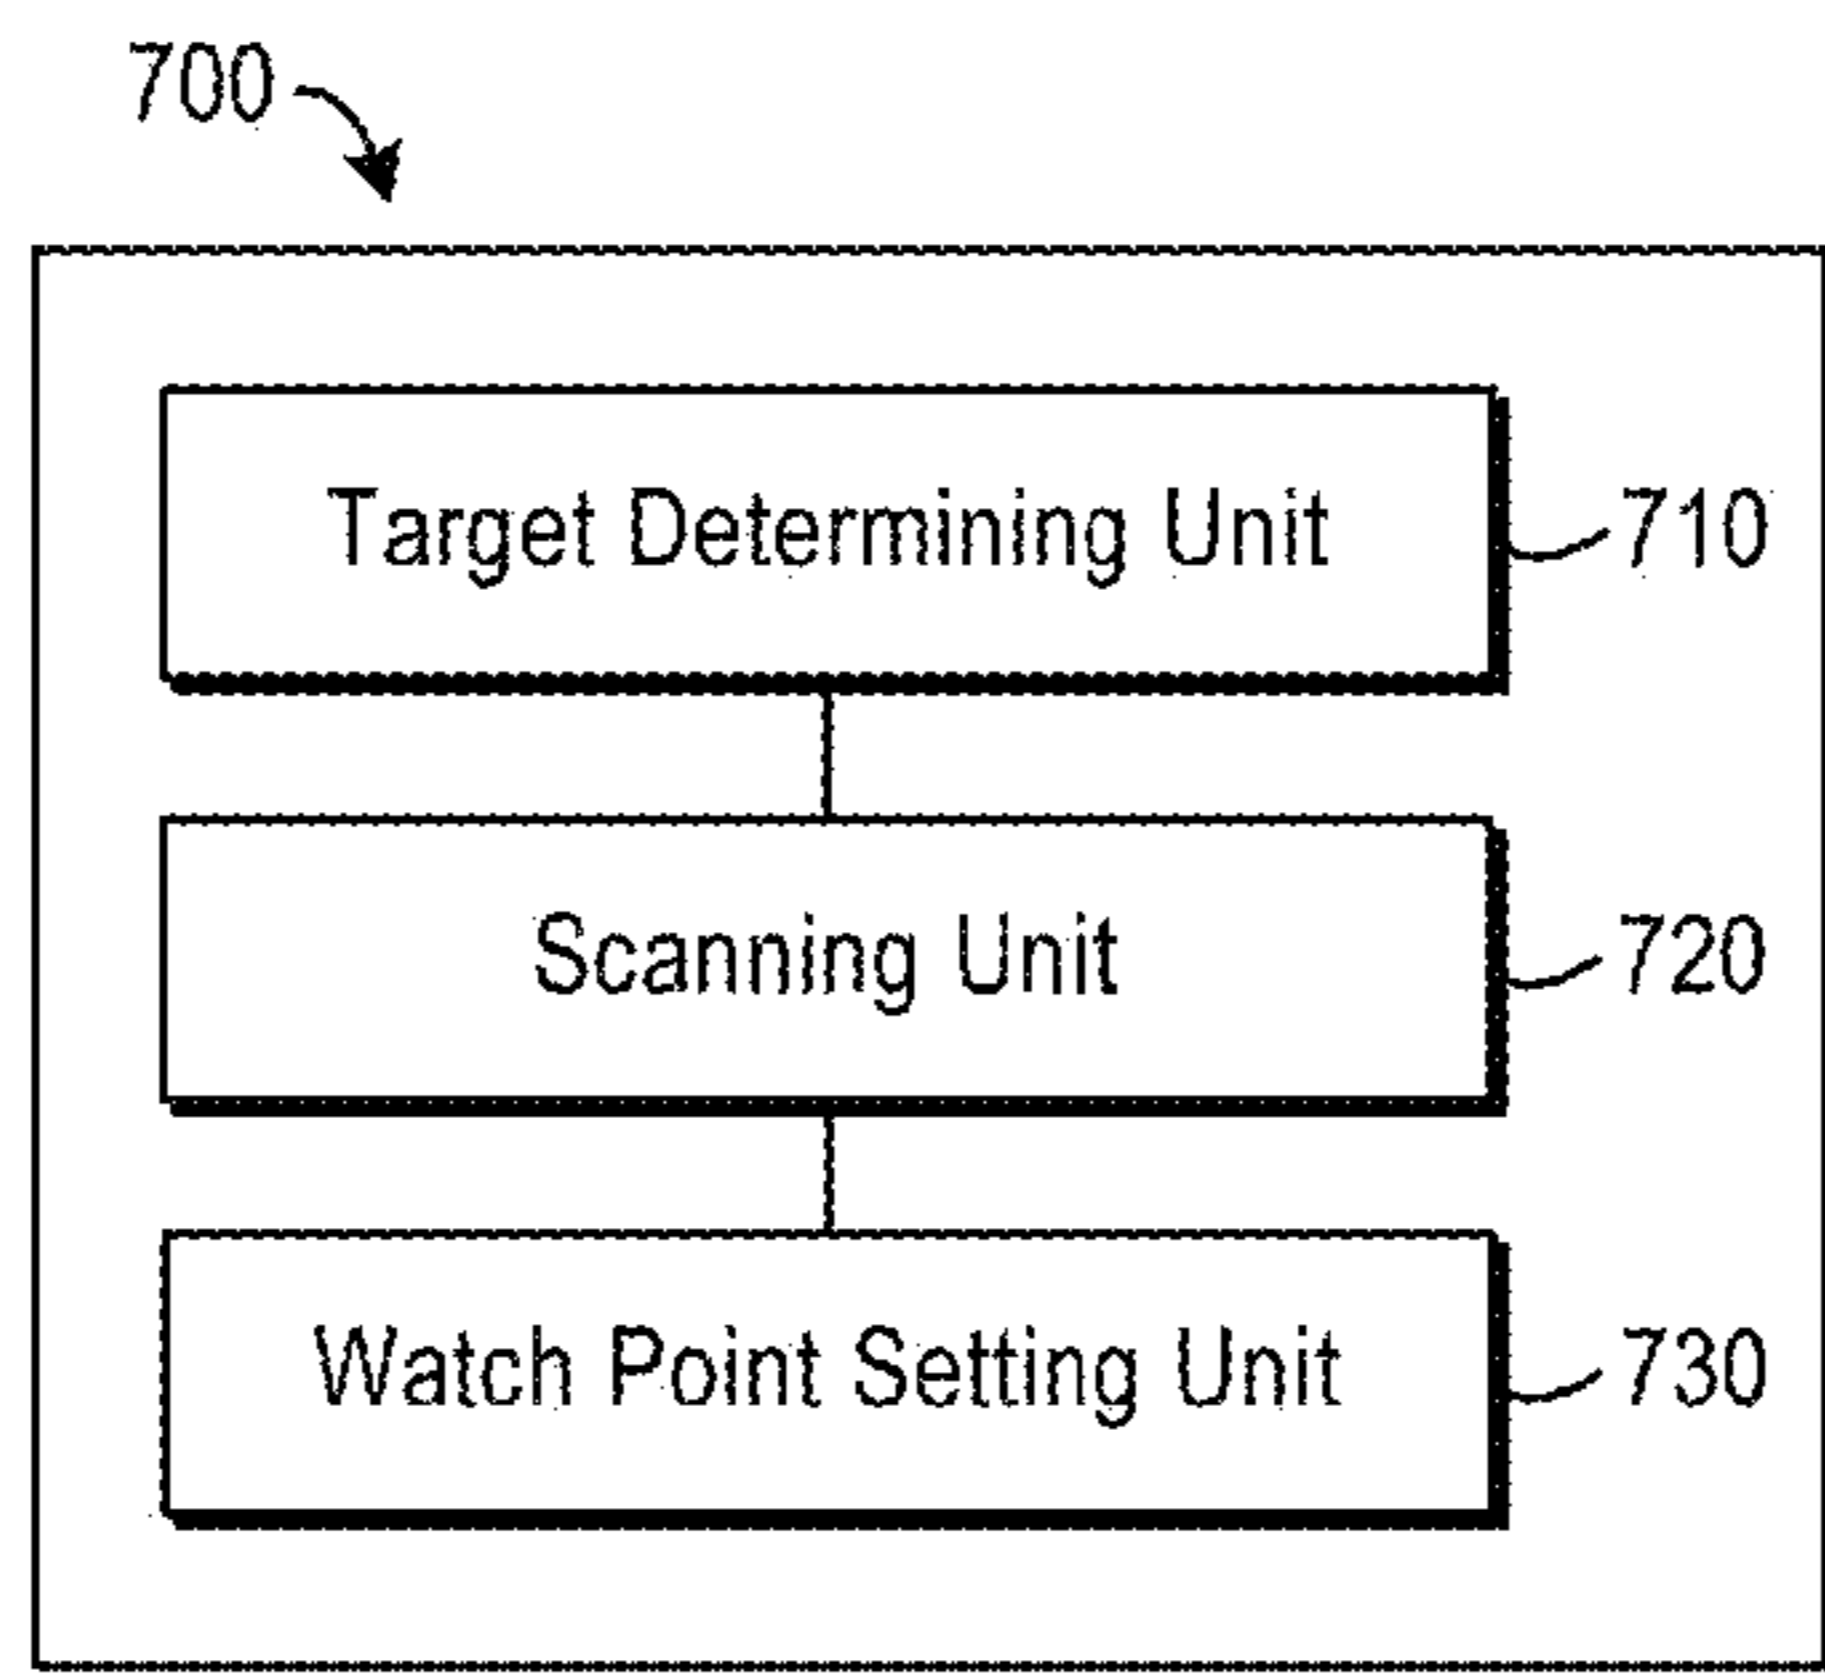 700
Target Determining Unit
710
Scanning Unit
720
Watch Point Setting Unit
730